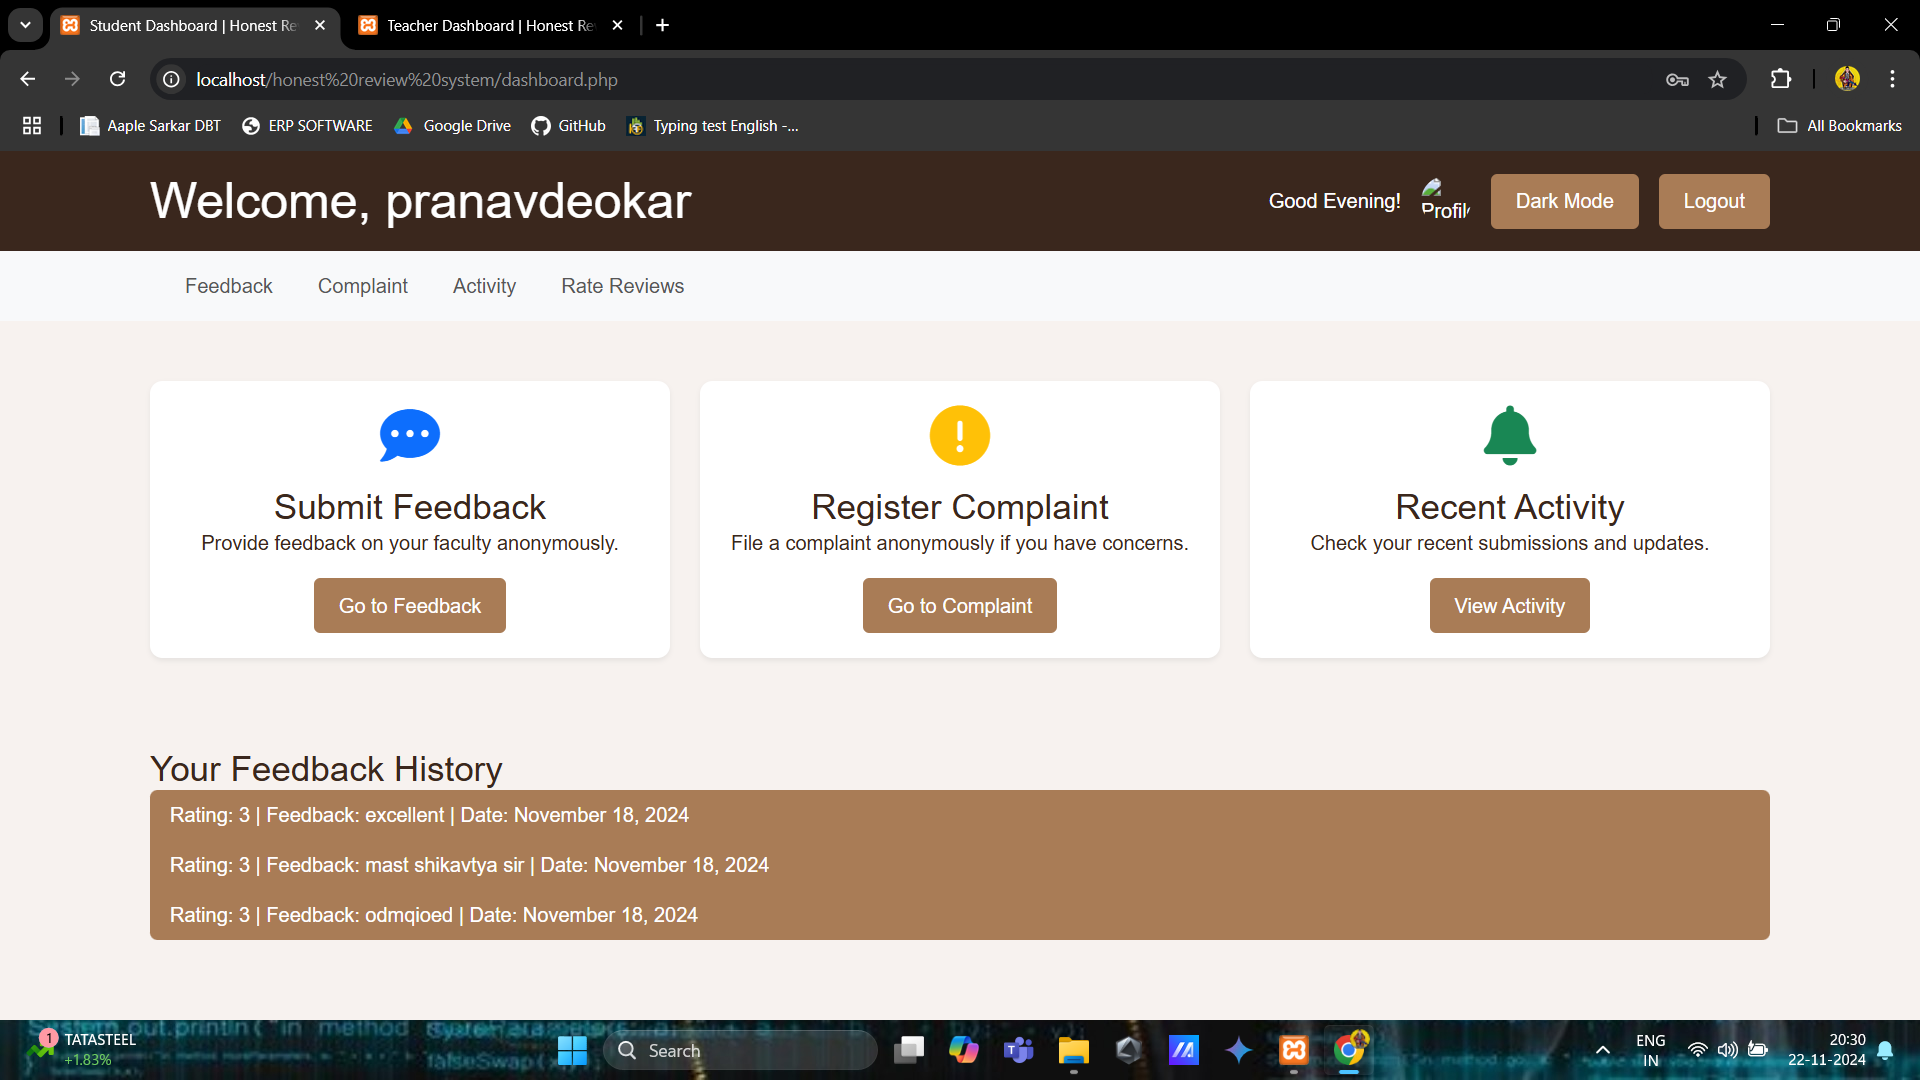 Student Dashboard | Honest Re
Teacher Dashboard | Honest Re
localhost/honest%20review%20system/dashboard.php
Aaple Sarkar DBT
ERP SOFTWARE
Google Drive
GitHub
Typing test English -...
All Bookmarks
Welcome, pranavdeokar
Good Evening!
Profil
Dark Mode
Logout
Feedback
Complaint
Activity
Rate Reviews
Submit Feedback
Provide feedback on your faculty anonymously.
Go to Feedback
Register Complaint
File a complaint anonymously if you have concerns.
Go to Complaint
Recent Activity
Check your recent submissions and updates.
View Activity
Your Feedback History
Rating: 3 | Feedback: excellent | Date: November 18, 2024
Rating: 3 | Feedback: mast shikavtya sir | Date: November 18, 2024
Rating: 3 | Feedback: odmqioed | Date: November 18, 2024
1
TATASTEEL
+1.83%
Search
ENG
IN
20:30
22-11-2024